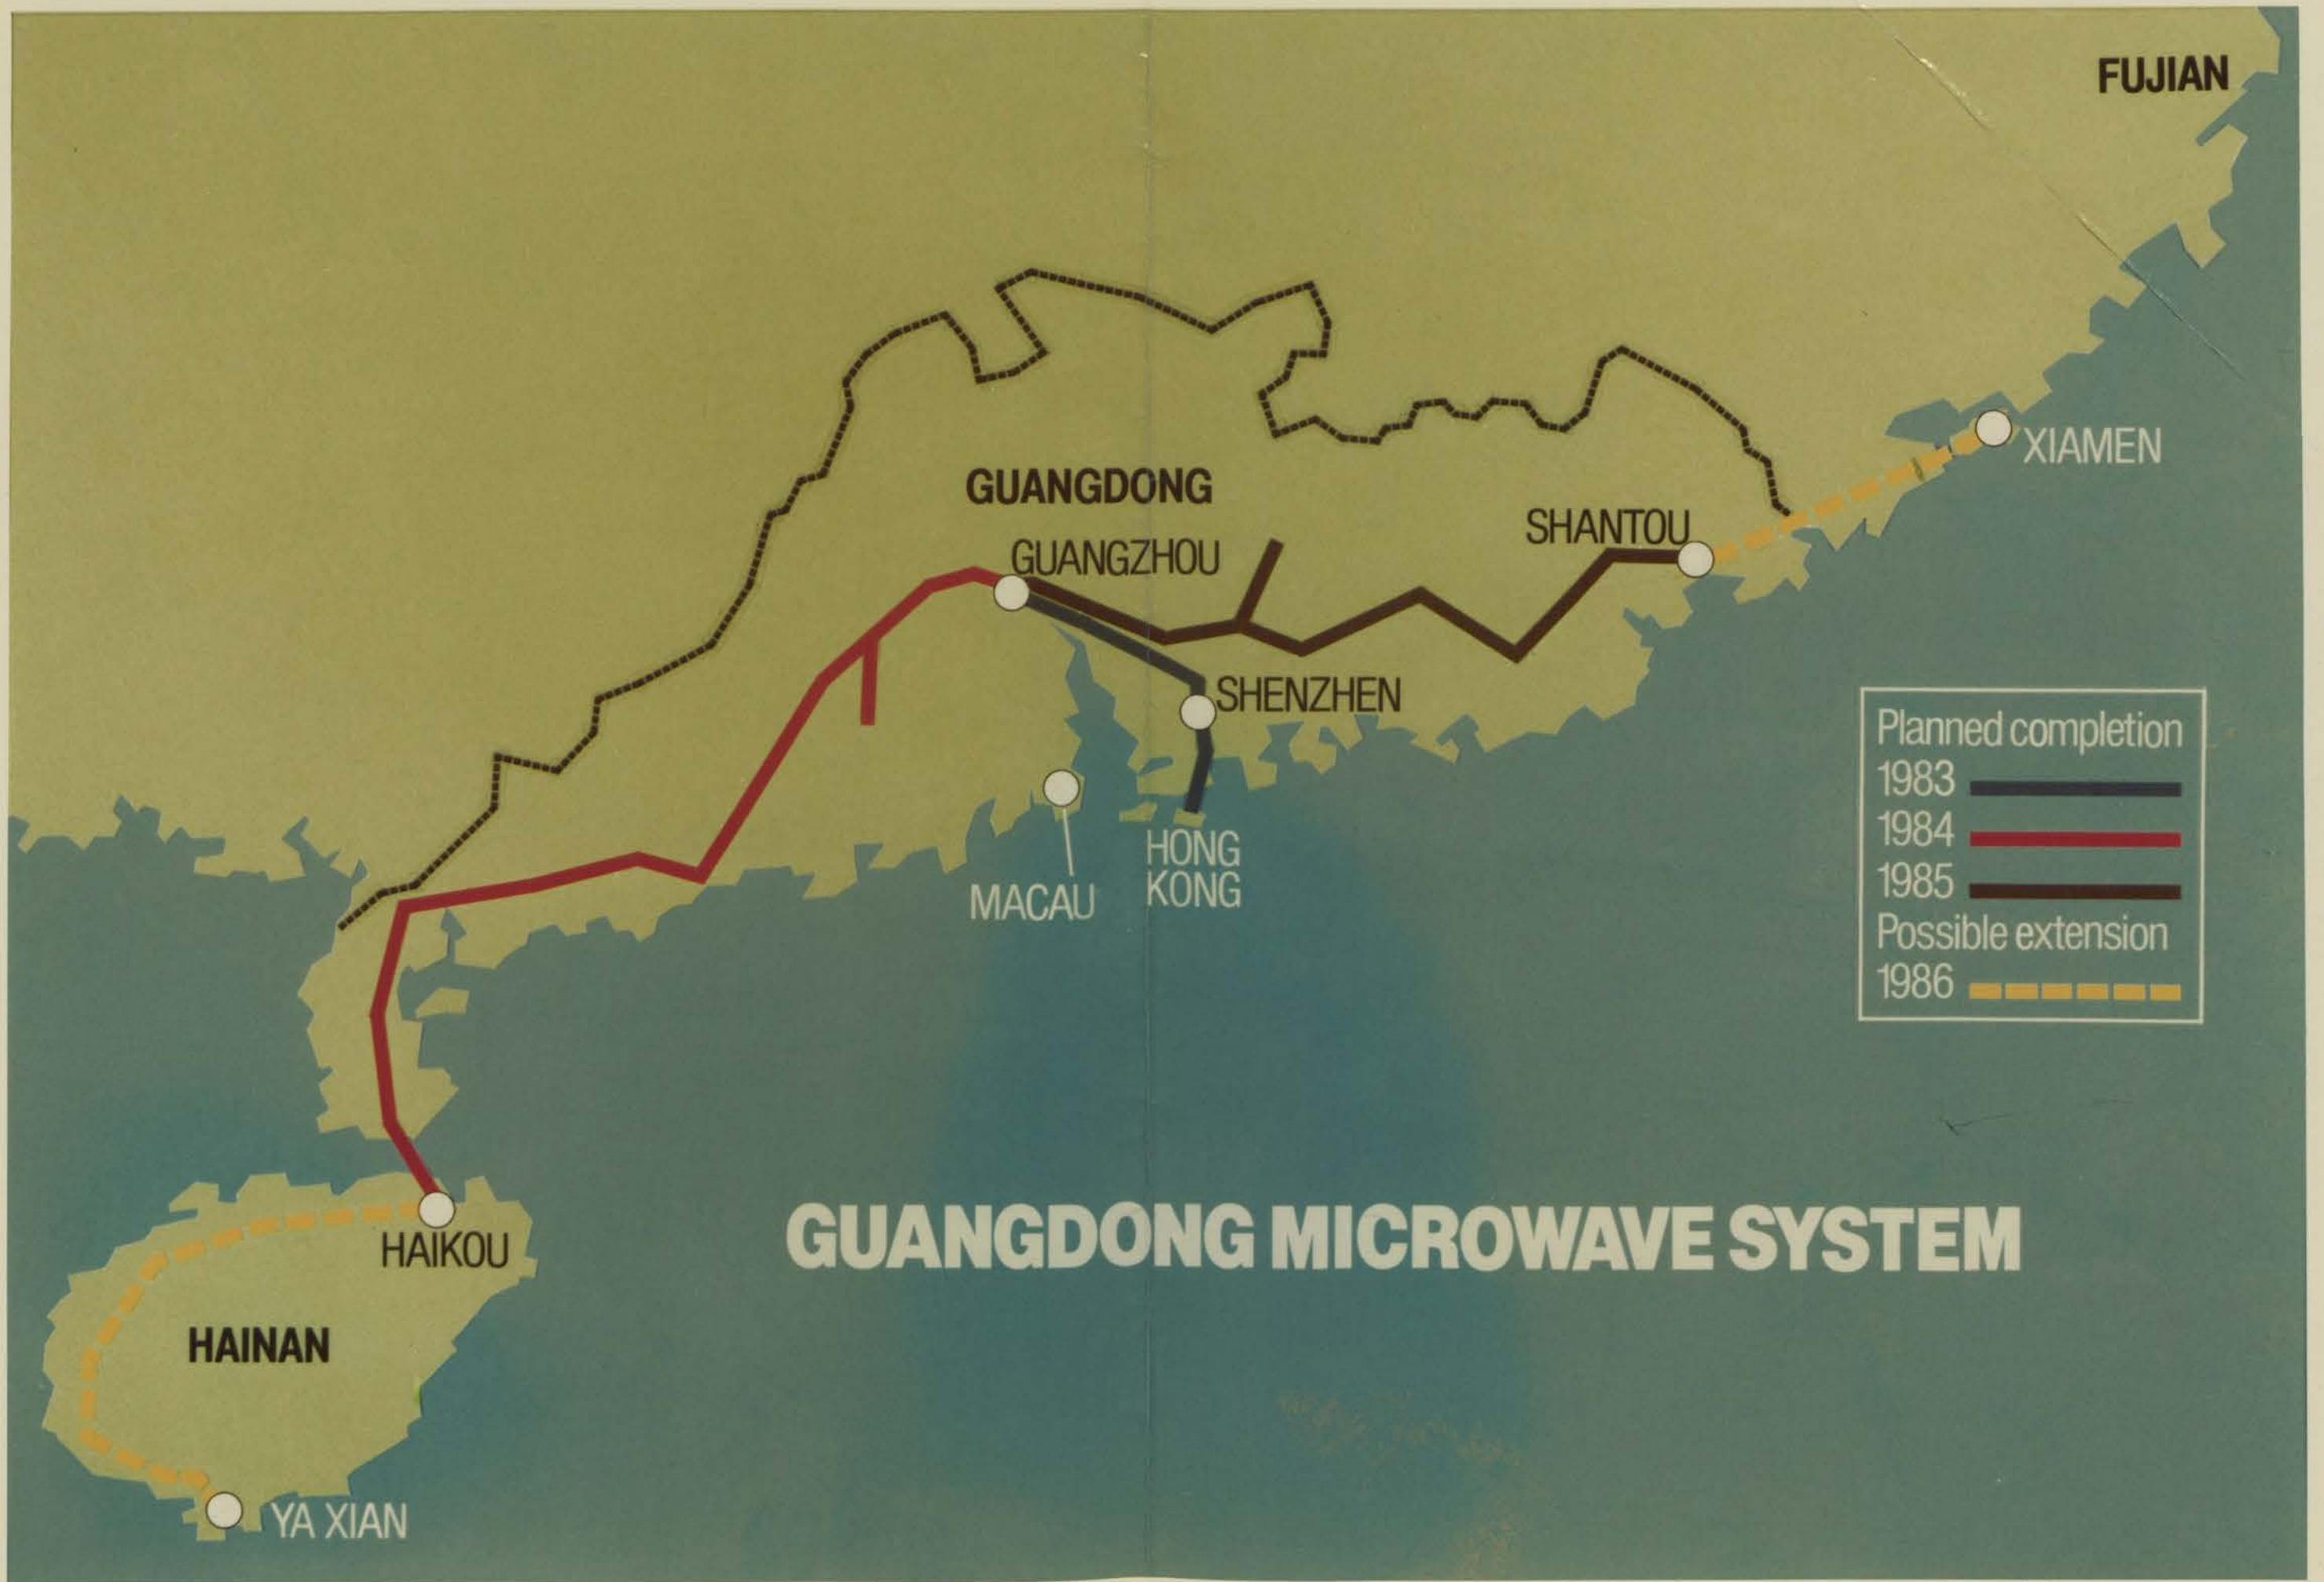 FUJIAN
XIAMEN
GUANGDONG
GUANGZHOU
SHANTOU
SHENZHEN
MACAU
HONG
KONG
Planned completion
1983
1984
1985
Possible extension
1986
HAIKOU
HAINAN
YA XIAN
GUANGDONG MICROWAVE SYSTEM